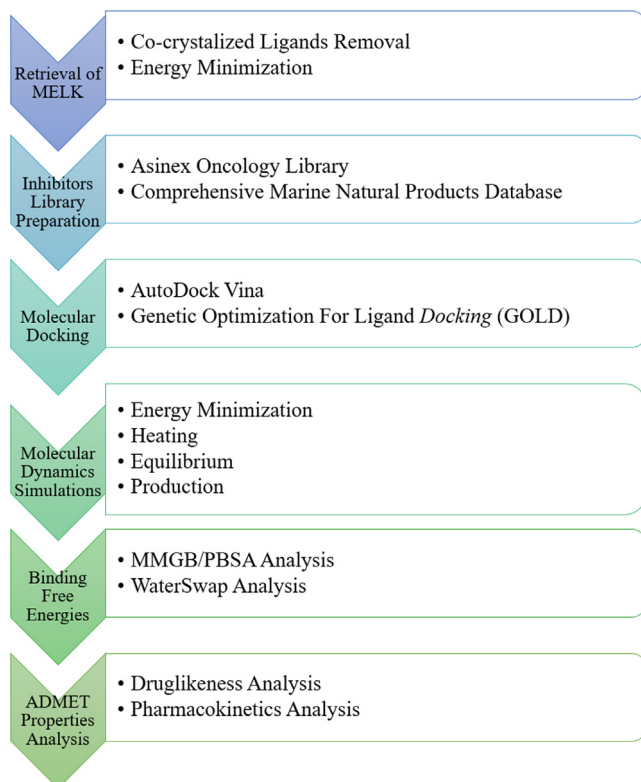 Retrieval of
MELK
• Co-crystalized Ligands Removal
• Energy Minimization
Inhibitors
Library
Preparation
• Asinex Oncology Library
• Comprehensive Marine Natural Products Database
Molecular
Docking
• AutoDock Vina
• Genetic Optimization For Ligand Docking (GOLD)
Molecular
Dynamics
Simulations
• Energy Minimization
• Heating
• Equilibrium
• Production
Binding
Free
Energies
• MMGB/PBSA Analysis
• WaterSwap Analysis
ADMET
Properties
Analysis
• Druglikeness Analysis
• Pharmacokinetics Analysis